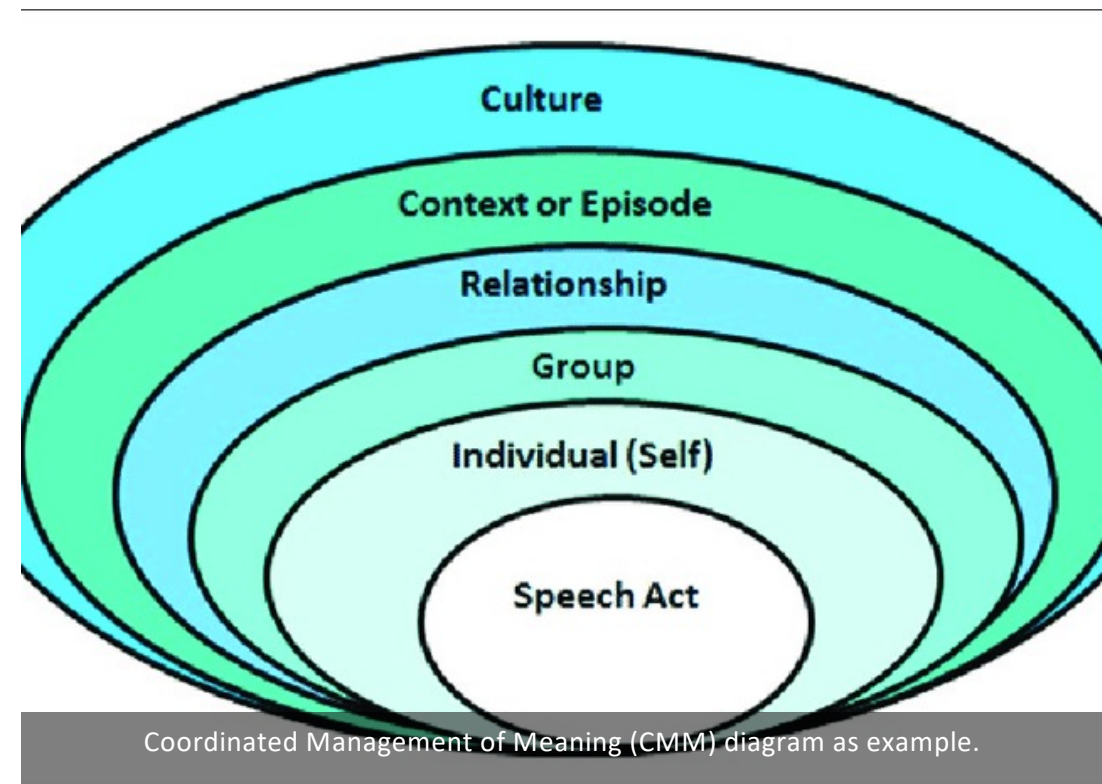 Culture
Context or Episode
Relationship
Group
Individual (Self)
Speech Act
Coordinated Management of Meaning (CMM) diagram as example.